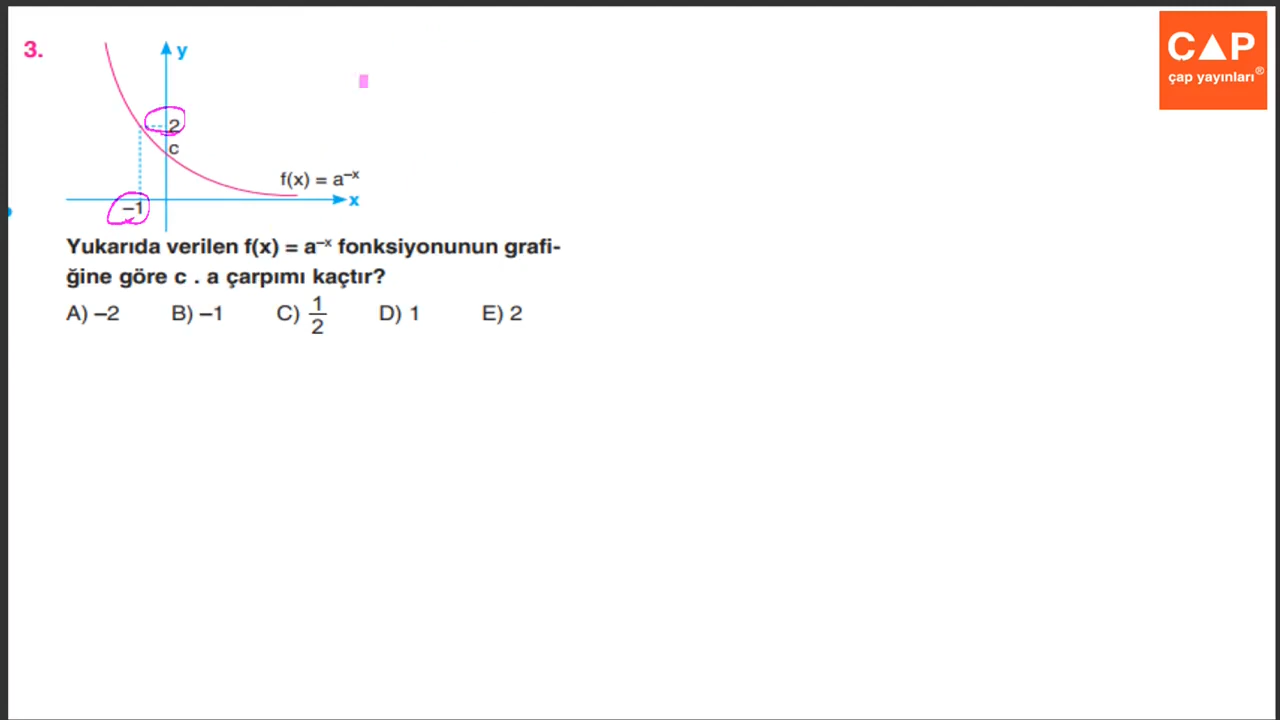 3.
y
2
c
f(x) = a⁻ˣ
x
–1
Yukarıda verilen f(x) = a⁻ˣ fonksiyonunun grafi-
ğine göre c . a çarpımı kaçtır?
A) –2 B) –1 C) 1/2 D) 1 E) 2
ÇAP
çap yayınları®